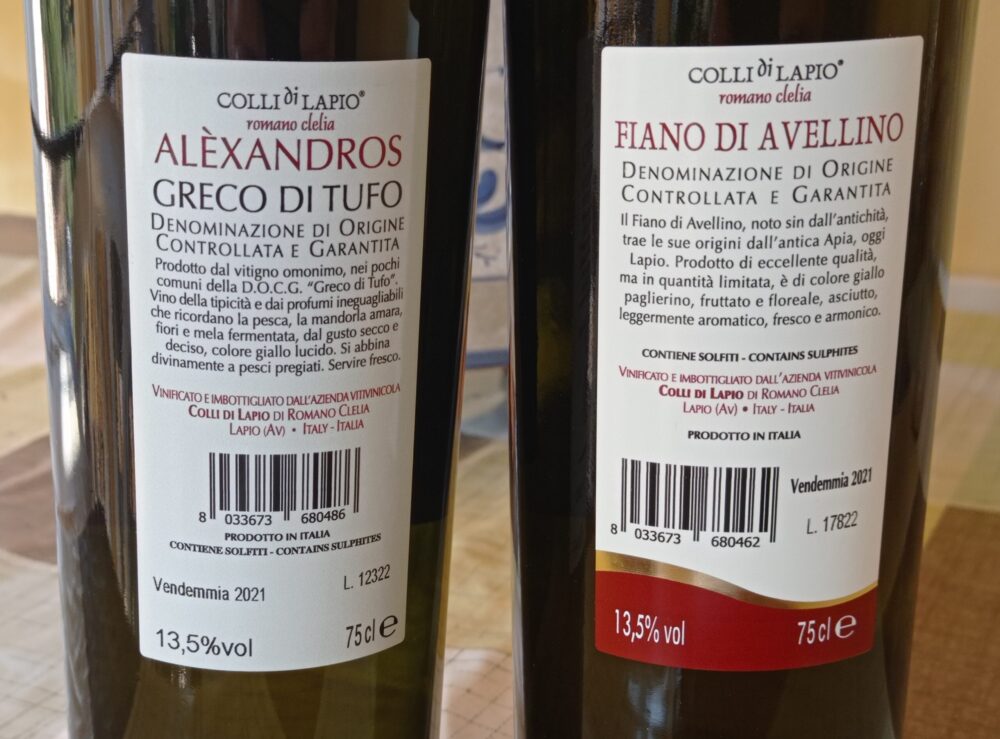 COLLI di LAPIO®
romano clelia
ALÈXANDROS
GRECO DI TUFO
DENOMINAZIONE DI ORIGINE
CONTROLLATA E GARANTITA
Prodotto dal vitigno omonimo, nei pochi
comuni della D.O.C.G. “Greco di Tufo”.
Vino della tipicità e dai profumi ineguagliabili
che ricordano la pesca, la mandorla amara,
fiori e mela fermentata, dal gusto secco e
deciso, colore giallo lucido. Si abbina
divinamente a pesci pregiati. Servire fresco.
VINIFICATO E IMBOTTIGLIATO DALL'AZIENDA VITIVINICOLA
COLLI DI LAPIO DI ROMANO CLELIA
LAPIO (AV) • ITALY - ITALIA
8 033673 680486
PRODOTTO IN ITALIA
CONTIENE SOLFITI - CONTAINS SULPHITES
Vendemmia 2021
L. 12322
13,5%vol
75cl e
COLLI di LAPIO®
romano clelia
FIANO DI AVELLINO
DENOMINAZIONE DI ORIGINE
CONTROLLATA E GARANTITA
Il Fiano di Avellino, noto sin dall'antichità,
trae le sue origini dall'antica Apia, oggi
Lapio. Prodotto di eccellente qualità,
ma in quantità limitata, è di colore giallo
paglierino, fruttato e floreale, asciutto,
leggermente aromatico, fresco e armonico.
CONTIENE SOLFITI - CONTAINS SULPHITES
VINIFICATO E IMBOTTIGLIATO DALL'AZIENDA VITIVINICOLA
COLLI DI LAPIO DI ROMANO CLELIA
LAPIO (AV) • ITALY - ITALIA
PRODOTTO IN ITALIA
8 033673 680462
Vendemmia 2021
L. 17822
13,5% vol
75cl e